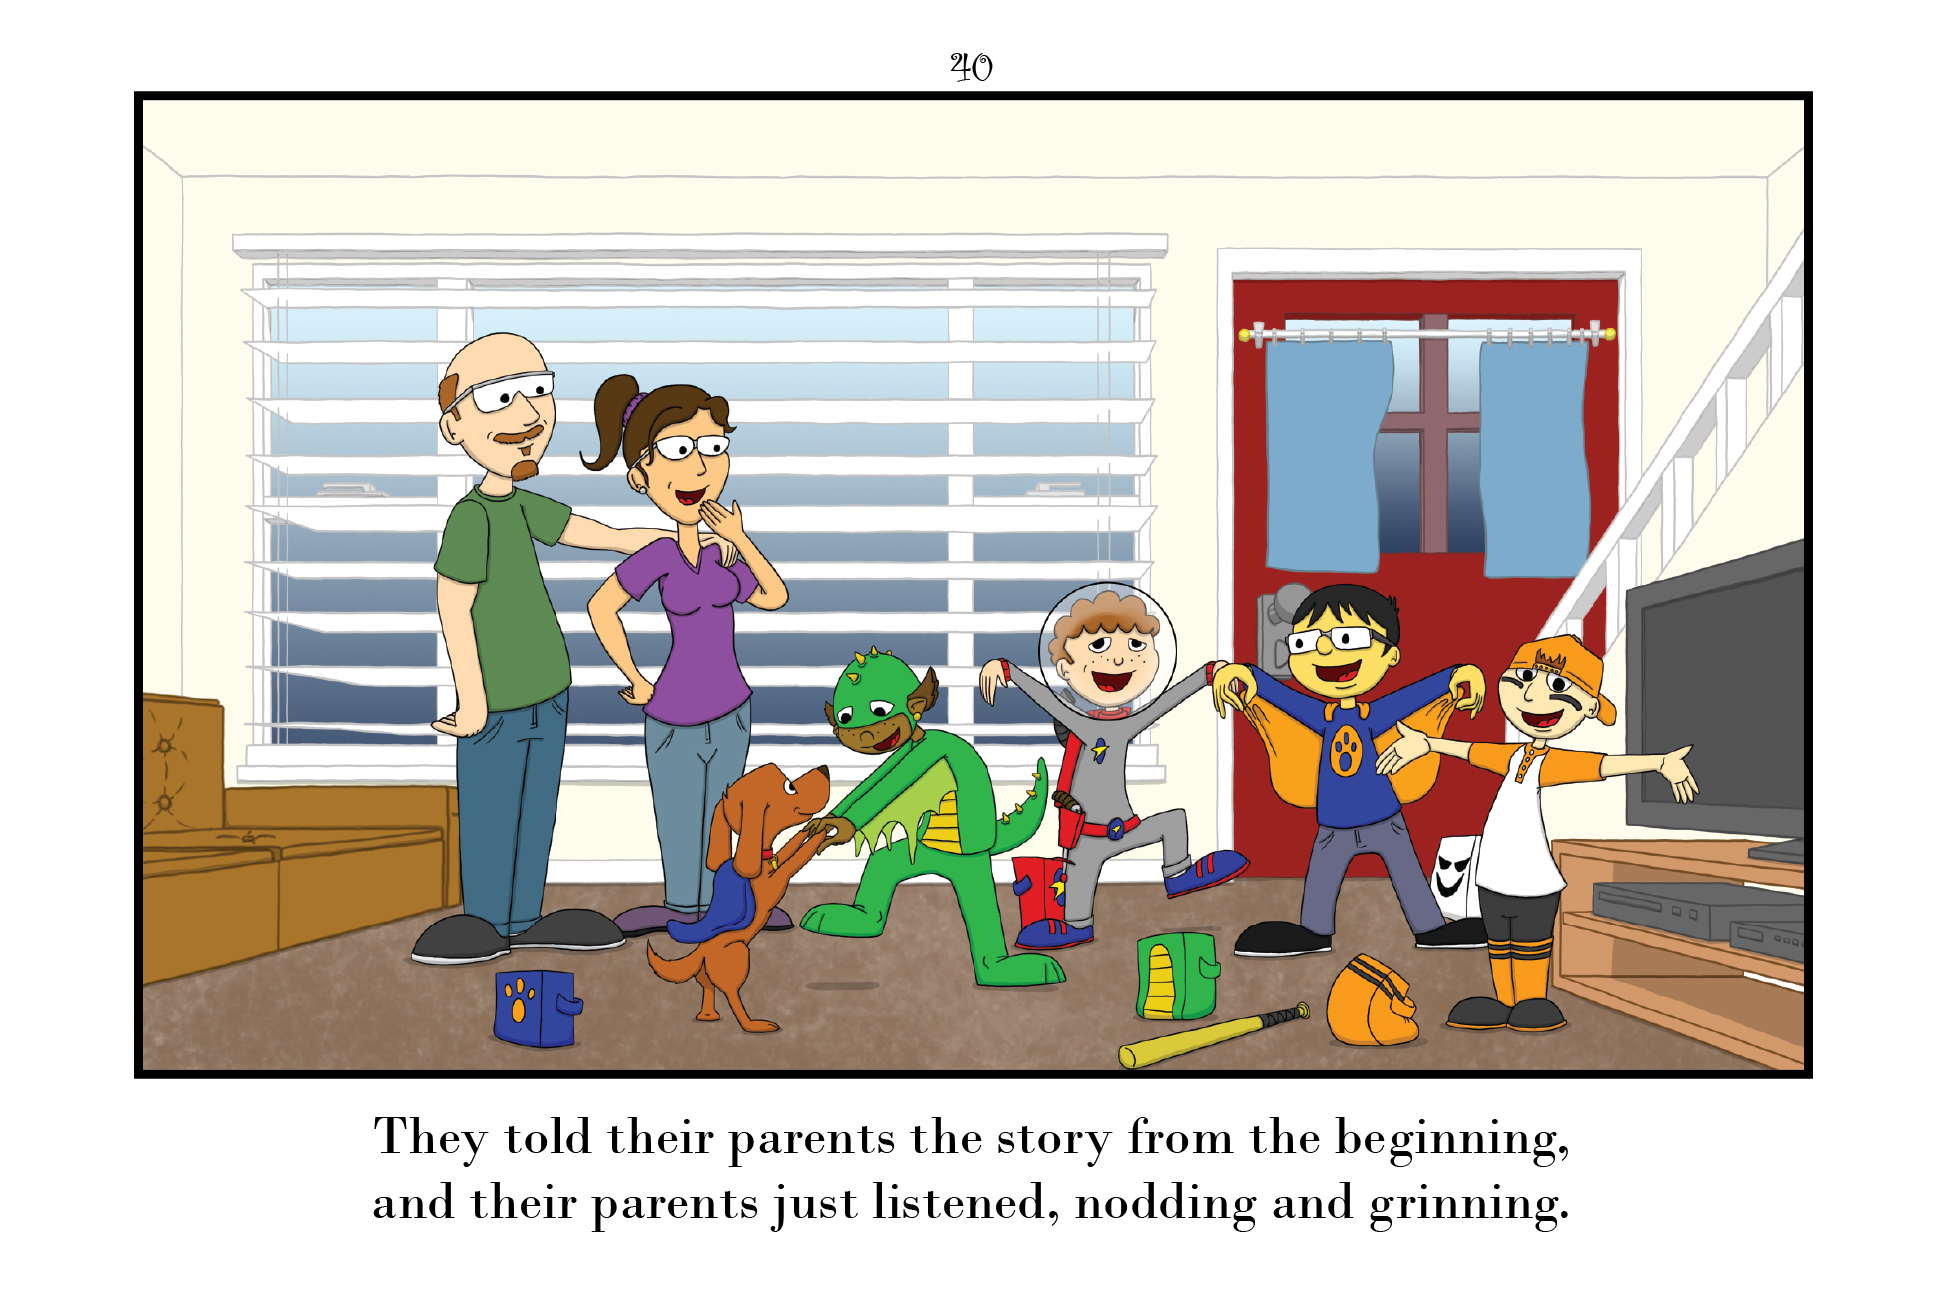 40
They told their parents the story from the beginning,
and their parents just listened, nodding and grinning.